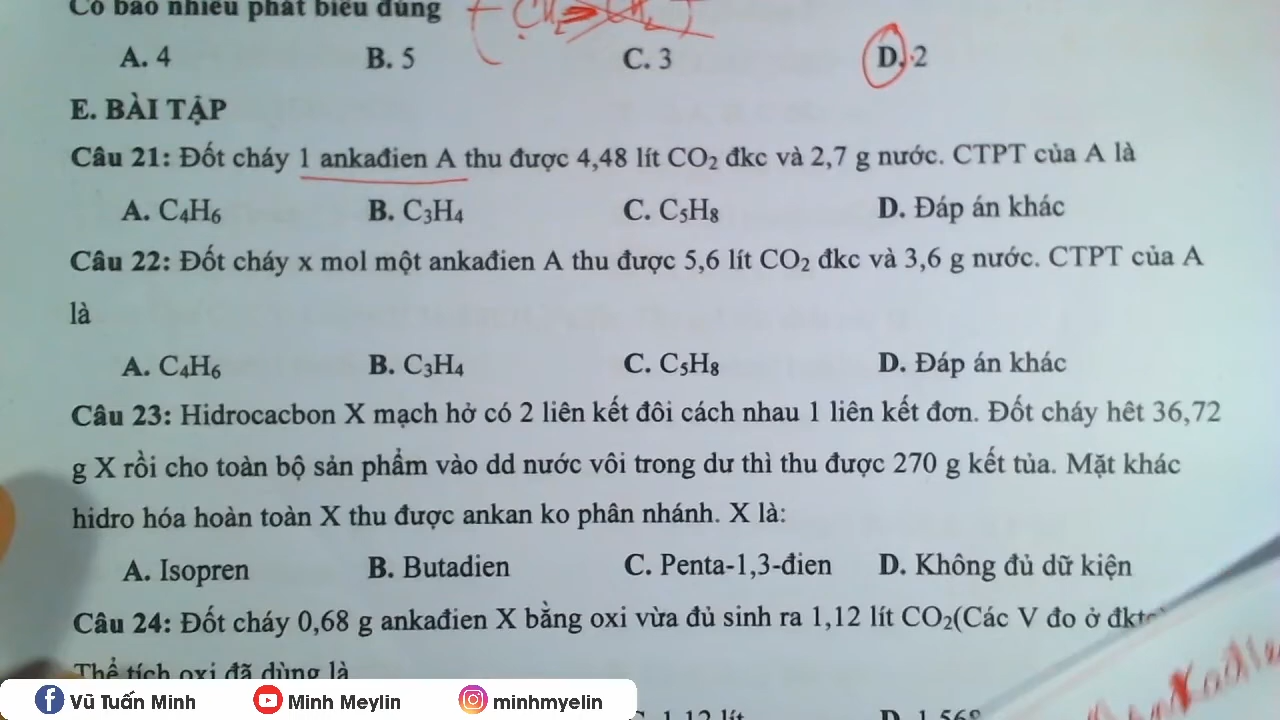 Có bao nhiêu phát biểu đúng
A. 4 B. 5 C. 3 D. 2
E. BÀI TẬP
Câu 21: Đốt cháy 1 ankađien A thu được 4,48 lít CO₂ đkc và 2,7 g nước. CTPT của A là
A. C₄H₆ B. C₃H₄ C. C₅H₈ D. Đáp án khác
Câu 22: Đốt cháy x mol một ankađien A thu được 5,6 lít CO₂ đkc và 3,6 g nước. CTPT của A
là
A. C₄H₆ B. C₃H₄ C. C₅H₈ D. Đáp án khác
Câu 23: Hidrocacbon X mạch hở có 2 liên kết đôi cách nhau 1 liên kết đơn. Đốt cháy hêt 36,72
g X rồi cho toàn bộ sản phẩm vào dd nước vôi trong dư thì thu được 270 g kết tủa. Mặt khác
hidro hóa hoàn toàn X thu được ankan ko phân nhánh. X là:
A. Isopren B. Butadien C. Penta-1,3-đien D. Không đủ dữ kiện
Câu 24: Đốt cháy 0,68 g ankađien X bằng oxi vừa đủ sinh ra 1,12 lít CO₂(Các V đo ở
Thể tích oxi đã dùng là
C. 1,12 lít D. 1,568
Vũ Tuấn Minh Minh Meylin minhmyelin